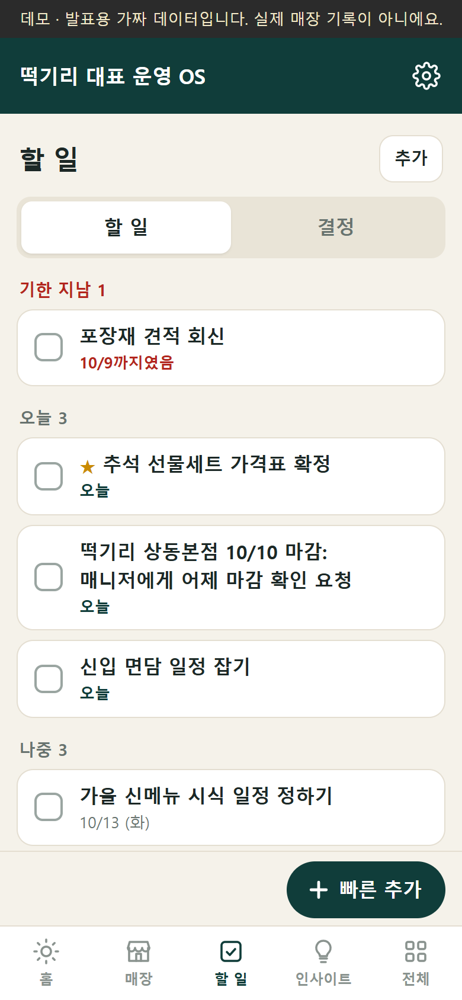 데모 · 발표용 가짜 데이터입니다. 실제 매장 기록이 아니에요.
떡기리 대표 운영 OS
할 일
추가
할 일
결정
기한 지남 1
포장재 견적 회신
10/9까지였음
오늘 3
★ 추석 선물세트 가격표 확정
오늘
떡기리 상동본점 10/10 마감:
매니저에게 어제 마감 확인 요청
오늘
신입 면담 일정 잡기
오늘
나중 3
가을 신메뉴 시식 일정 정하기
10/13 (화)
+ 빠른 추가
홈
매장
할 일
인사이트
전체